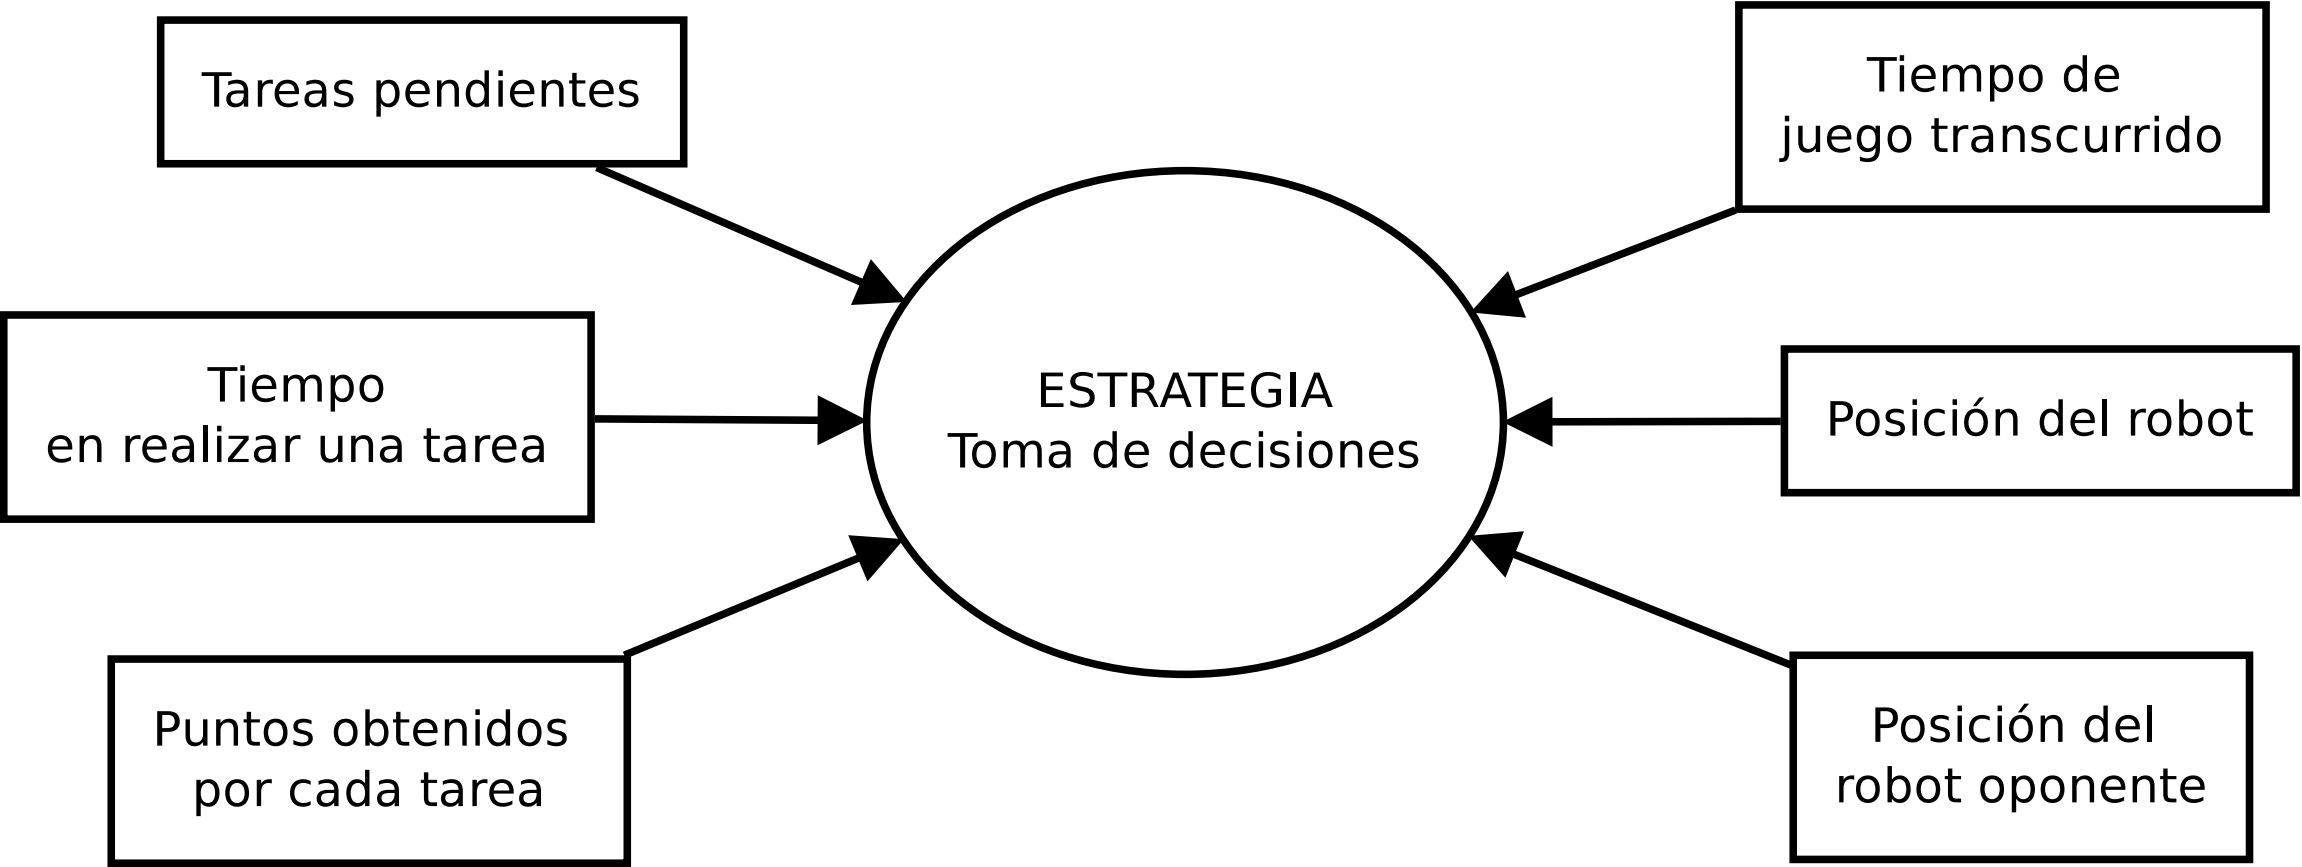 Tareas pendientes
Tiempo
en realizar una tarea
Puntos obtenidos
por cada tarea
ESTRATEGIA
Toma de decisiones
Tiempo de
juego transcurrido
Posición del robot
Posición del
robot oponente